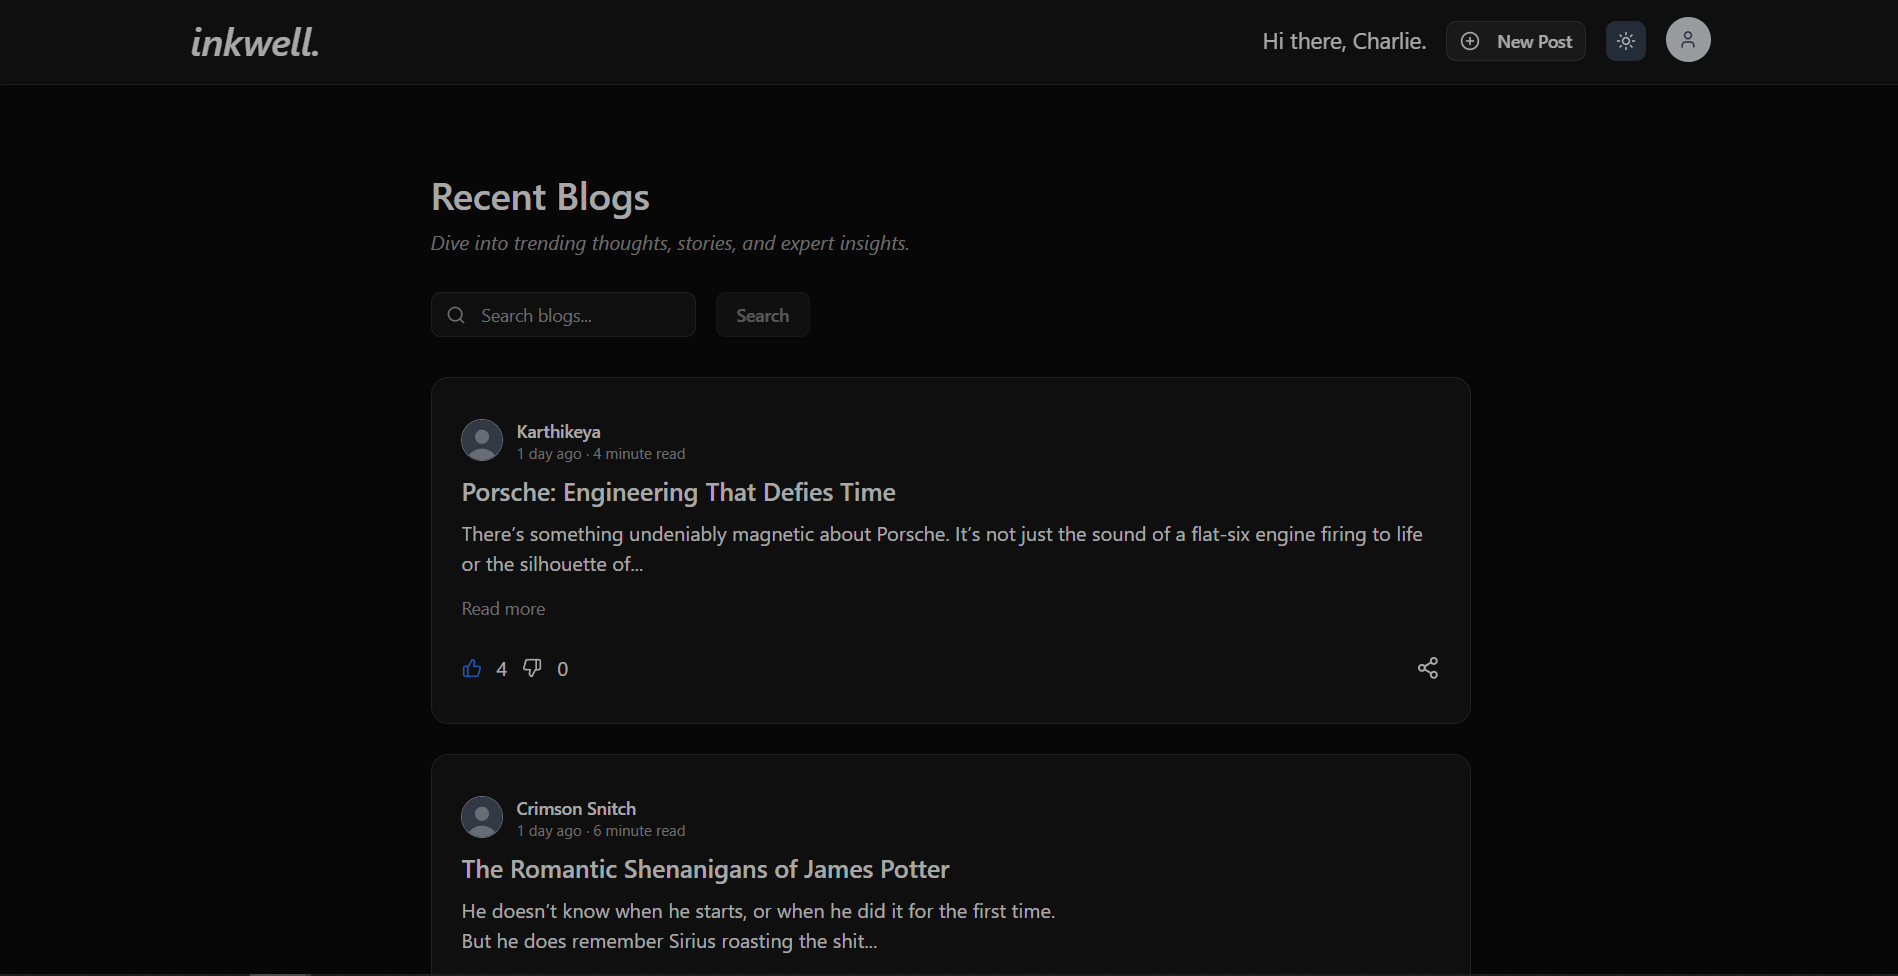 inkwell.
Hi there, Charlie.
New Post
Recent Blogs
Dive into trending thoughts, stories, and expert insights.
Search blogs...
Search
Karthikeya
1 day ago · 4 minute read
Porsche: Engineering That Defies Time
There’s something undeniably magnetic about Porsche. It’s not just the sound of a flat-six engine firing to life
or the silhouette of...
Read more
4
0
Crimson Snitch
1 day ago · 6 minute read
The Romantic Shenanigans of James Potter
He doesn’t know when he starts, or when he did it for the first time.
But he does remember Sirius roasting the shit...